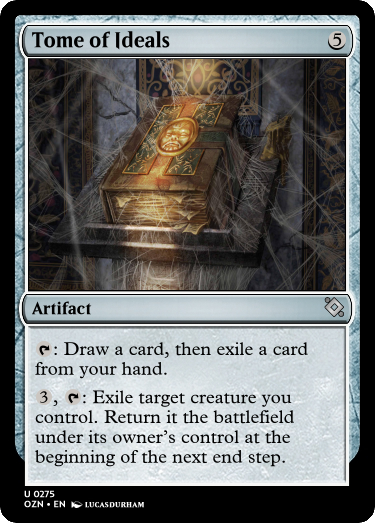 Tome of Ideals 5
Artifact
: Draw a card, then exile a card
from your hand.
3, : Exile target creature you
control. Return it the battlefield
under its owner's control at the
beginning of the next end step.
U 0275
OZN • EN LUCASDURHAM